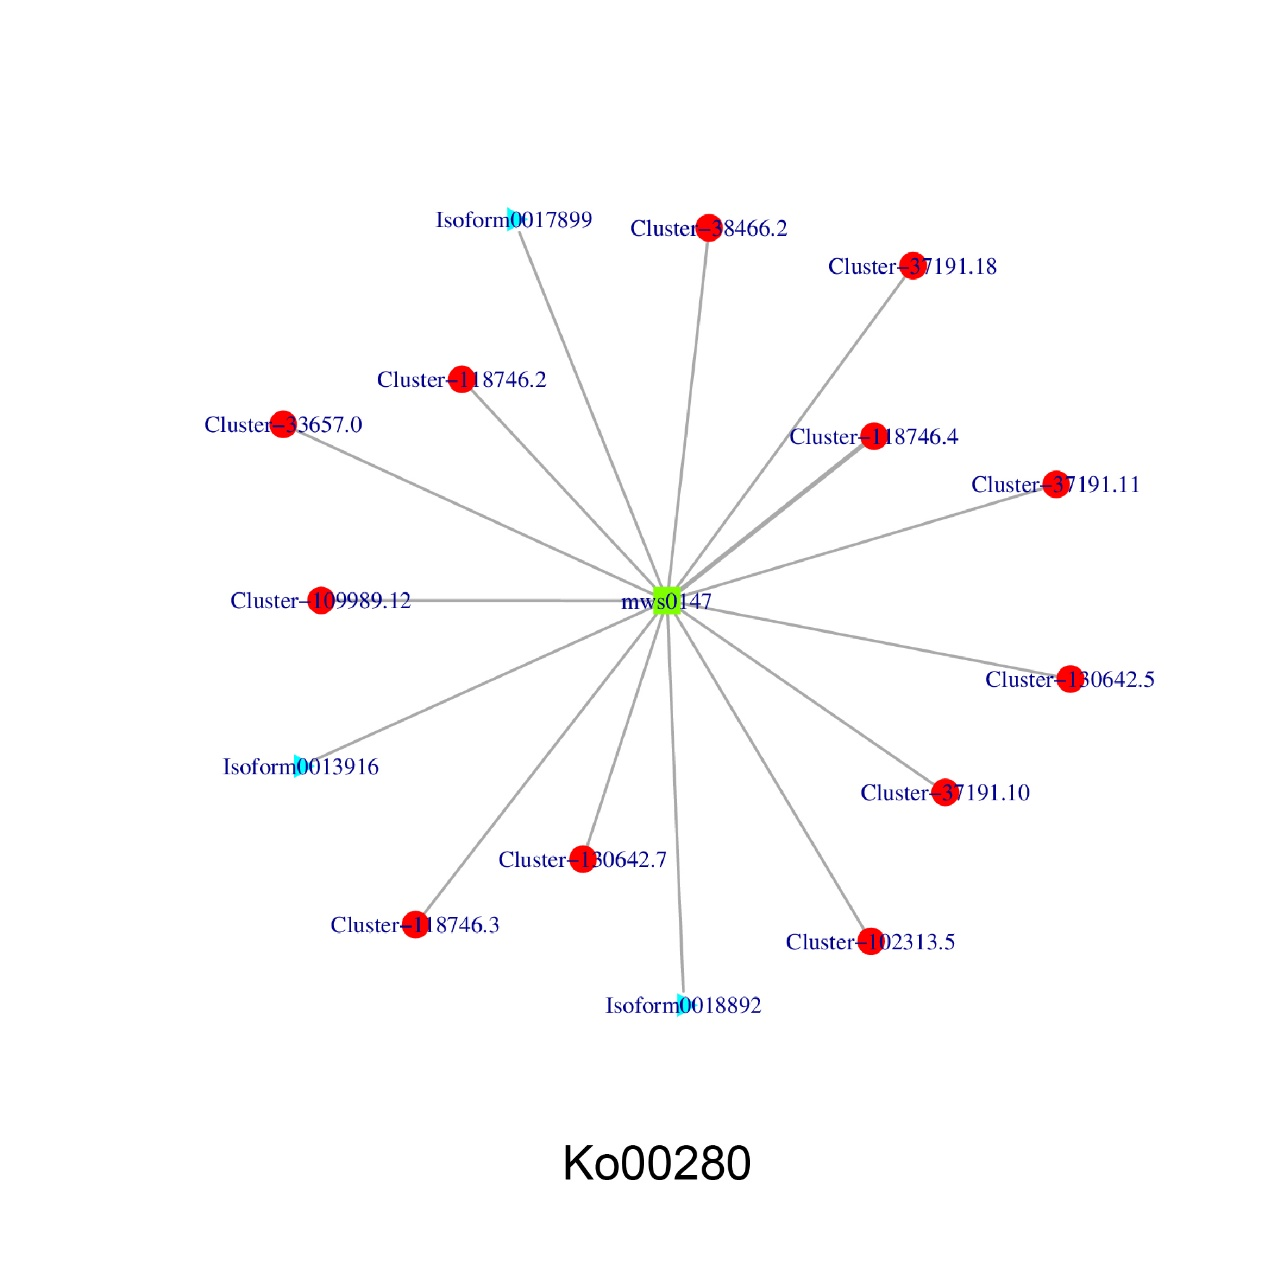 Isoform0017899
Cluster−38466.2
Cluster−37191.18
Cluster−118746.2
Cluster−33657.0
Cluster−118746.4
Cluster−37191.11
Cluster−109989.12
mws0147
Cluster−130642.5
Isoform0013916
Cluster−37191.10
Cluster−130642.7
Cluster−118746.3
Cluster−102313.5
Isoform0018892
Ko00280